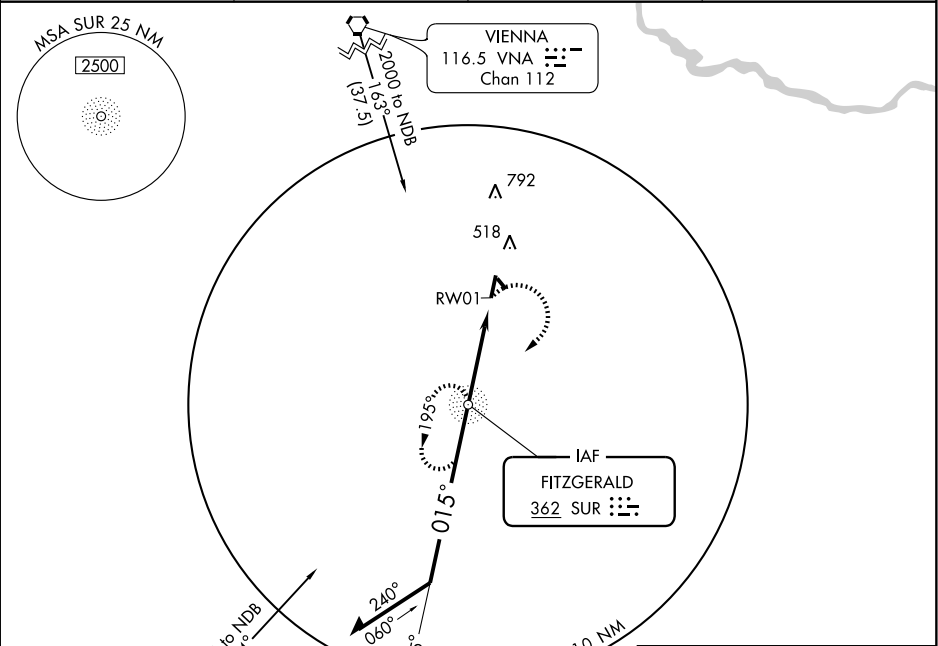 MSA SUR 25 NM
2500
VIENNA
116.5 VNA
Chan 112
2000 to NDB
163°
(37.5)
792
518
RW01
195°
IAF
FITZGERALD
362 SUR
015°
240°
060°
to NDB
10 NM